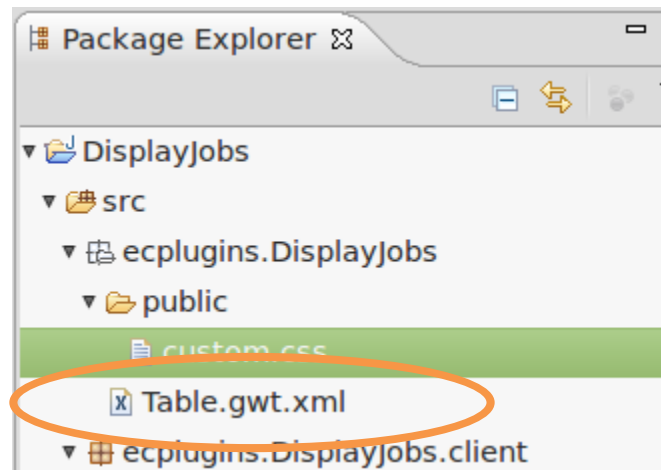 Package Explorer
DisplayJobs
src
ecplugins.DisplayJobs
public
custom.css
Table.gwt.xml
ecplugins.DisplayJobs.client